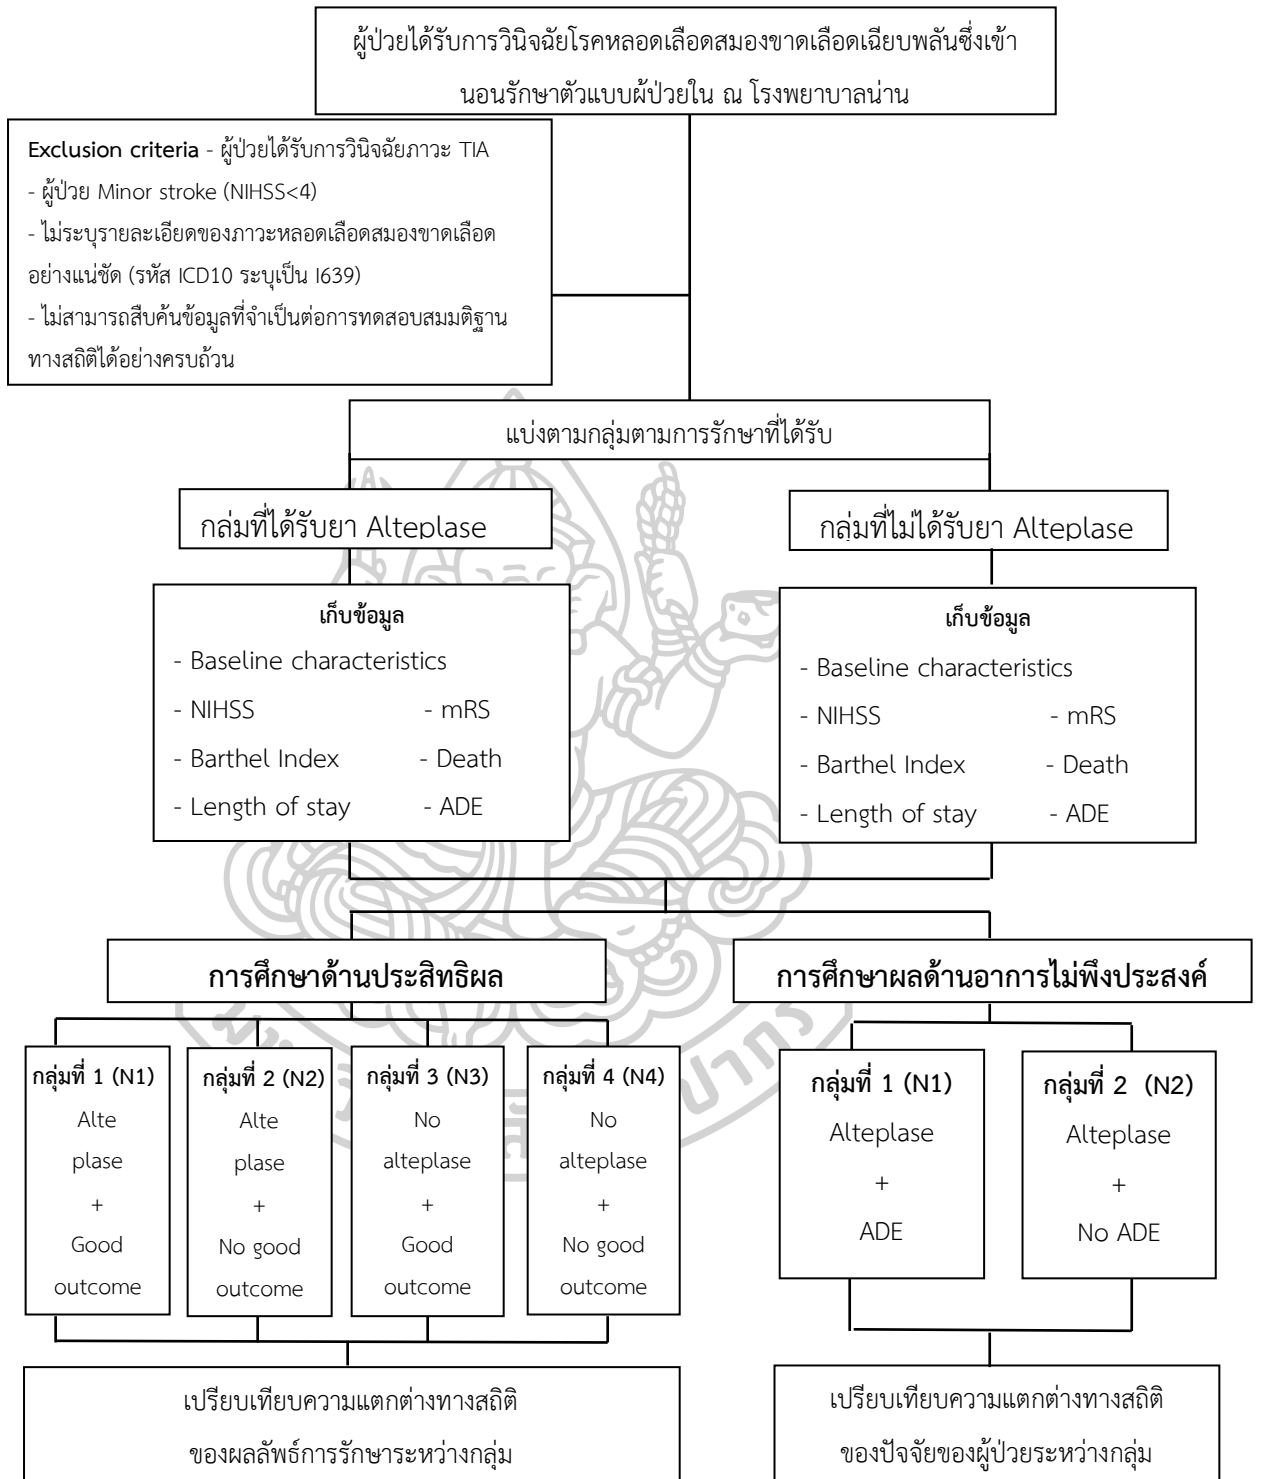 ผู้ป่วยได้รับการวินิจฉัยโรคหลอดเลือดสมองขาดเลือดเฉียบพลันซึ่งเข้า
นอนรักษาตัวแบบผู้ป่วยใน ณ โรงพยาบาลน่าน
Exclusion criteria - ผู้ป่วยได้รับการวินิจฉัยภาวะ TIA
- ผู้ป่วย Minor stroke (NIHSS<4)
- ไม่ระบุรายละเอียดของภาวะหลอดเลือดสมองขาดเลือด
อย่างแน่ชัด (รหัส ICD10 ระบุเป็น I639)
- ไม่สามารถสืบค้นข้อมูลที่จำเป็นต่อการทดสอบสมมติฐาน
ทางสถิติได้อย่างครบถ้วน
แบ่งตามกลุ่มตามการรักษาที่ได้รับ
กลุ่มที่ได้รับยา Alteplase
กลุ่มที่ไม่ได้รับยา Alteplase
เก็บข้อมูล
- Baseline characteristics
- NIHSS - mRS
- Barthel Index - Death
- Length of stay - ADE
เก็บข้อมูล
- Baseline characteristics
- NIHSS - mRS
- Barthel Index - Death
- Length of stay - ADE
การศึกษาด้านประสิทธิผล
การศึกษาผลด้านอาการไม่พึงประสงค์
กลุ่มที่ 1 (N1)
Alte
plase
+
Good
outcome
กลุ่มที่ 2 (N2)
Alte
plase
+
No good
outcome
กลุ่มที่ 3 (N3)
No
alteplase
+
Good
outcome
กลุ่มที่ 4 (N4)
No
alteplase
+
No good
outcome
กลุ่มที่ 1 (N1)
Alteplase
+
ADE
กลุ่มที่ 2 (N2)
Alteplase
+
No ADE
เปรียบเทียบความแตกต่างทางสถิติ
ของผลลัพธ์การรักษาระหว่างกลุ่ม
เปรียบเทียบความแตกต่างทางสถิติ
ของปัจจัยของผู้ป่วยระหว่างกลุ่ม